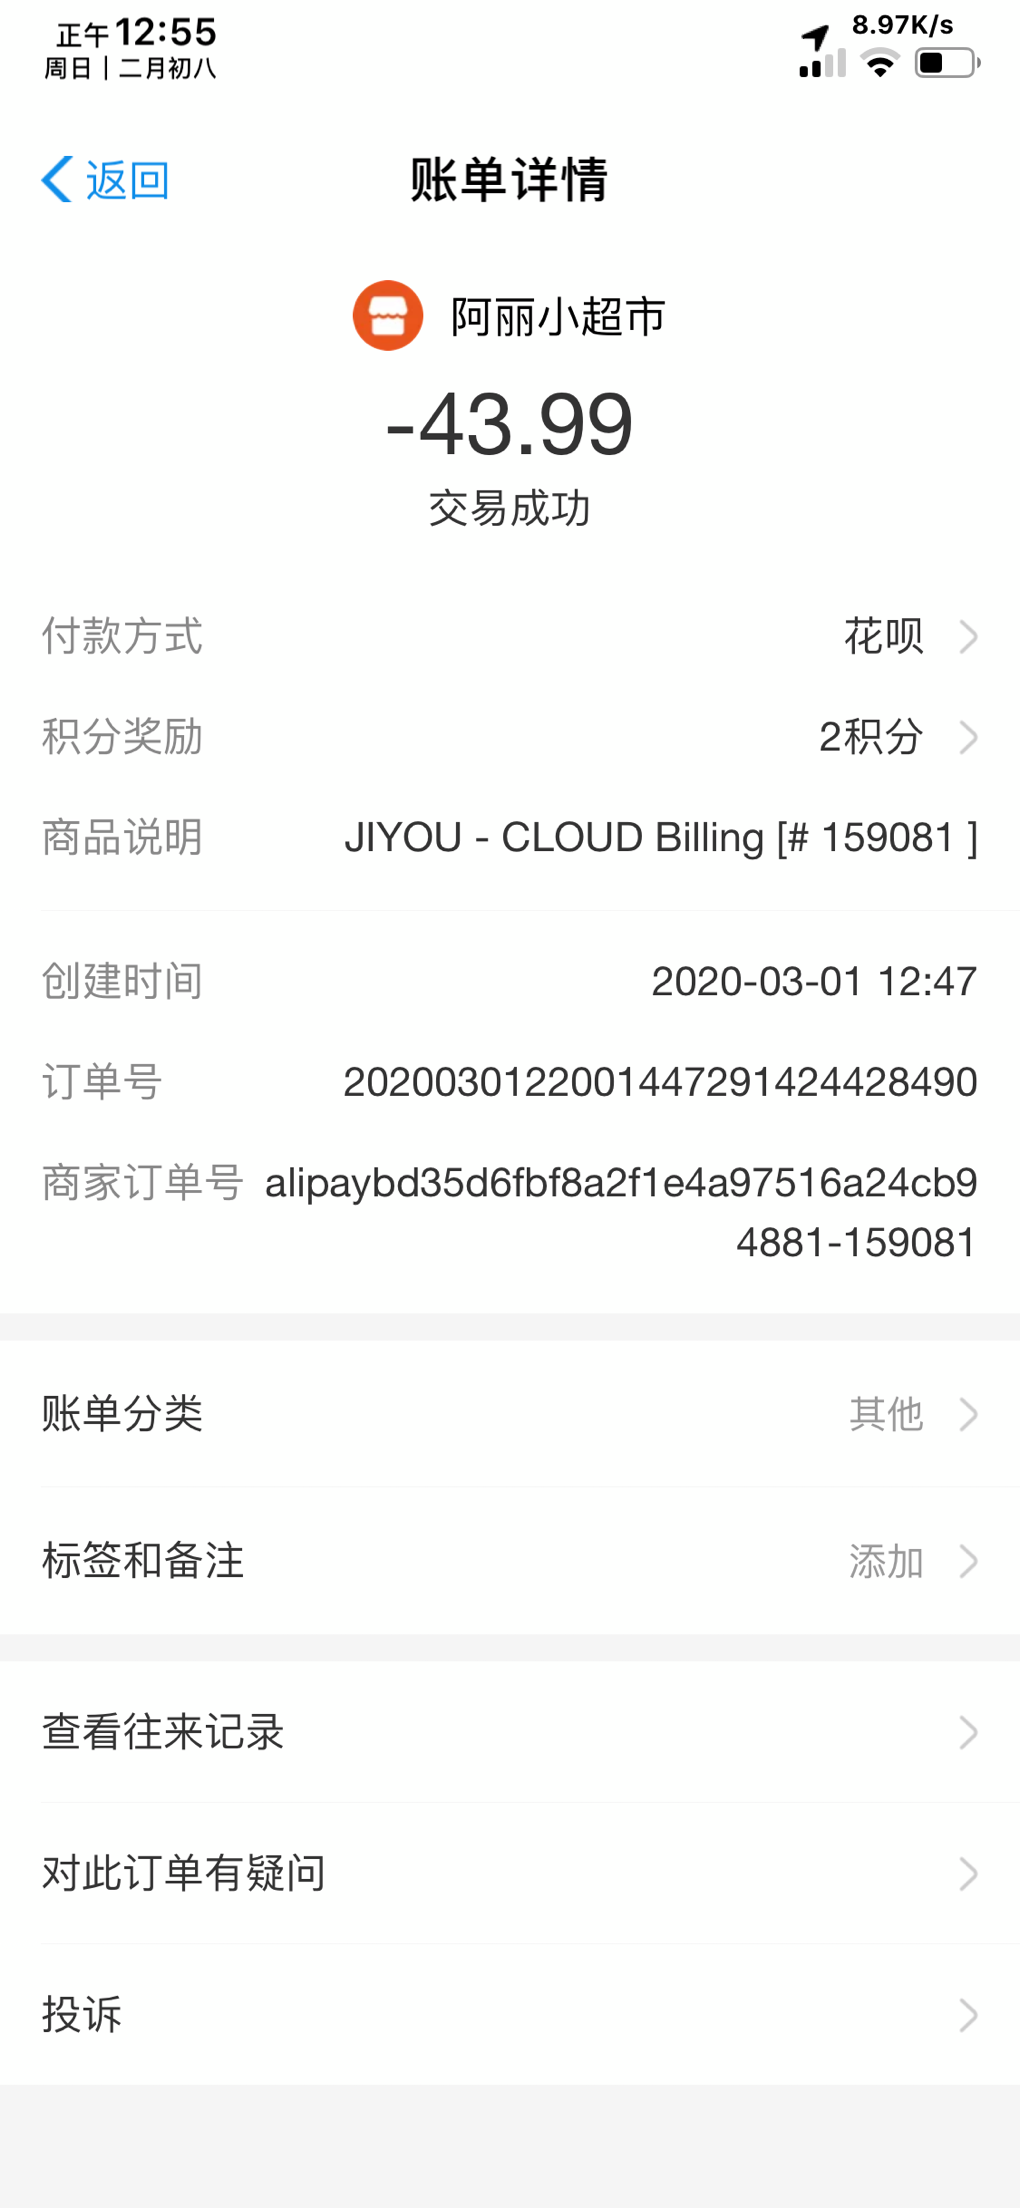 正午12:55
8.97K/s
周日 | 二月初八
返回
账单详情
阿丽小超市
-43.99
交易成功
付款方式 花呗
积分奖励 2积分
商品说明 JIYOU - CLOUD Billing [# 159081 ]
创建时间 2020-03-01 12:47
订单号 2020030122001447291424428490
商家订单号 alipaybd35d6fbf8a2f1e4a97516a24cb9
4881-159081
账单分类 其他
标签和备注 添加
查看往来记录
对此订单有疑问
投诉